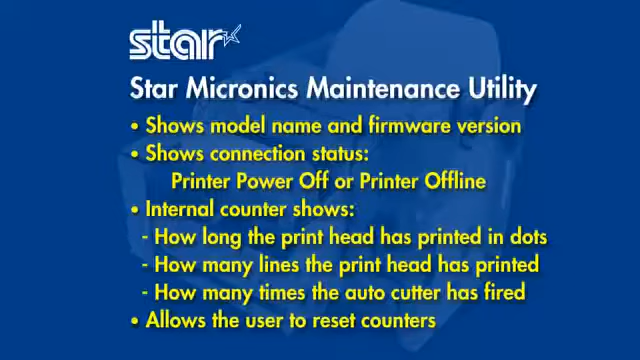 star
Star Micronics Maintenance Utility
• Shows model name and firmware version
• Shows connection status:
Printer Power Off or Printer Offline
• Internal counter shows:
- How long the print head has printed in dots
- How many lines the print head has printed
- How many times the auto cutter has fired
• Allows the user to reset counters